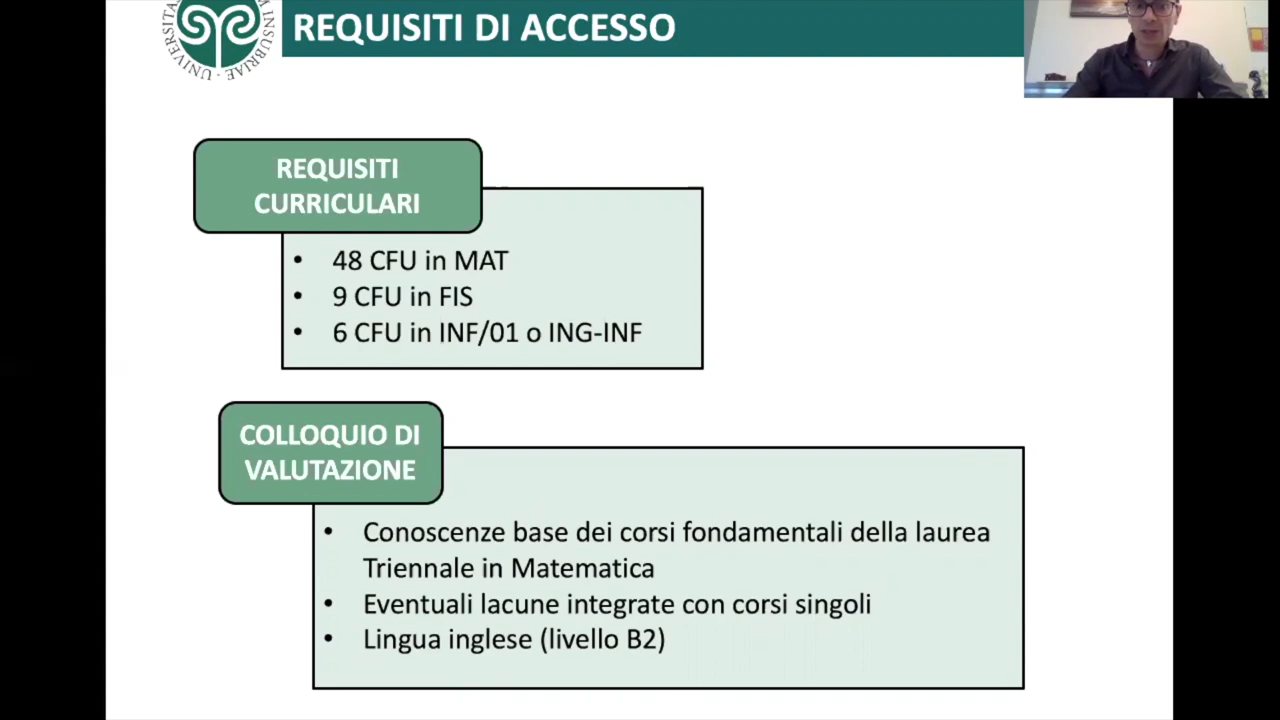 REQUISITI DI ACCESSO
UNIVERSITA
M INSUBRIAE
REQUISITI
CURRICULARI
• 48 CFU in MAT
• 9 CFU in FIS
• 6 CFU in INF/01 o ING-INF
COLLOQUIO DI
VALUTAZIONE
• Conoscenze base dei corsi fondamentali della laurea
Triennale in Matematica
• Eventuali lacune integrate con corsi singoli
• Lingua inglese (livello B2)